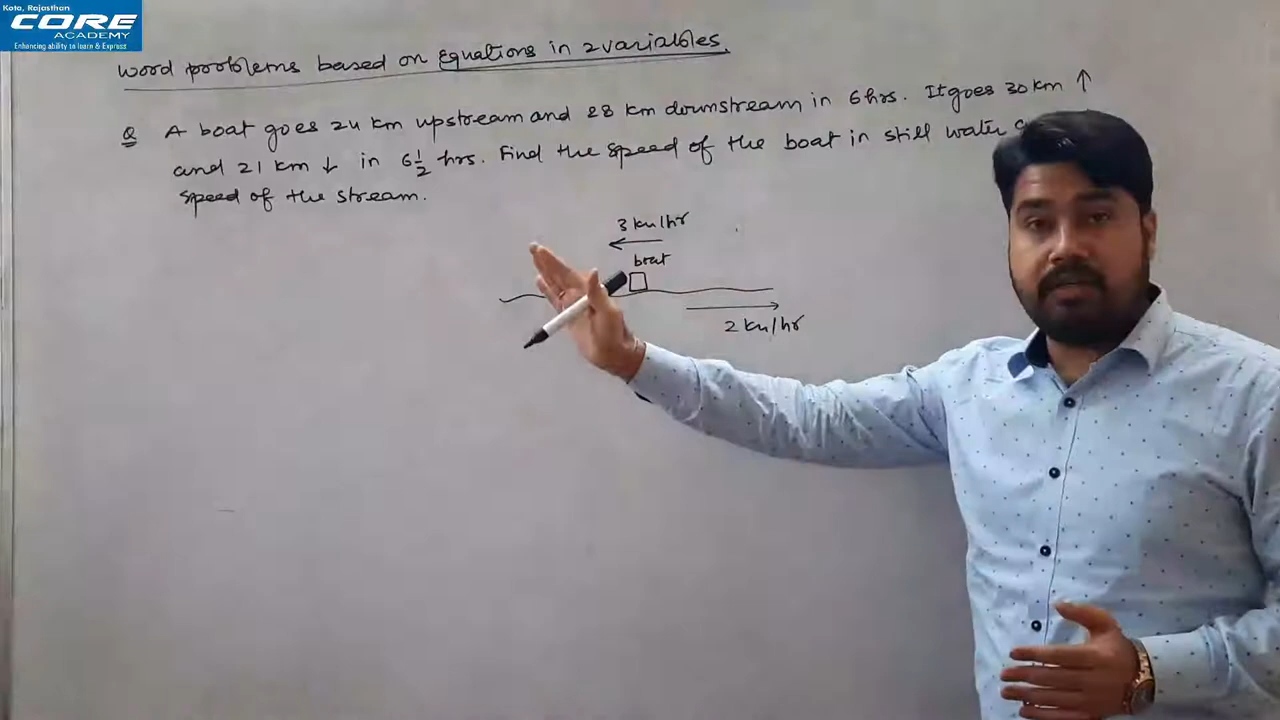 Kota, Rajasthan
CORE
ACADEMY
Enhancing ability to learn & Express
Word problems based on Equations in 2 variables.
Q A boat goes 24 km upstream and 28 km downstream in 6 hrs. It goes 30 km ↑
and 21 km ↓ in 6 1/2 hrs. Find the speed of the boat in still water
speed of the stream.
3 km/hr
boat
2 km/hr